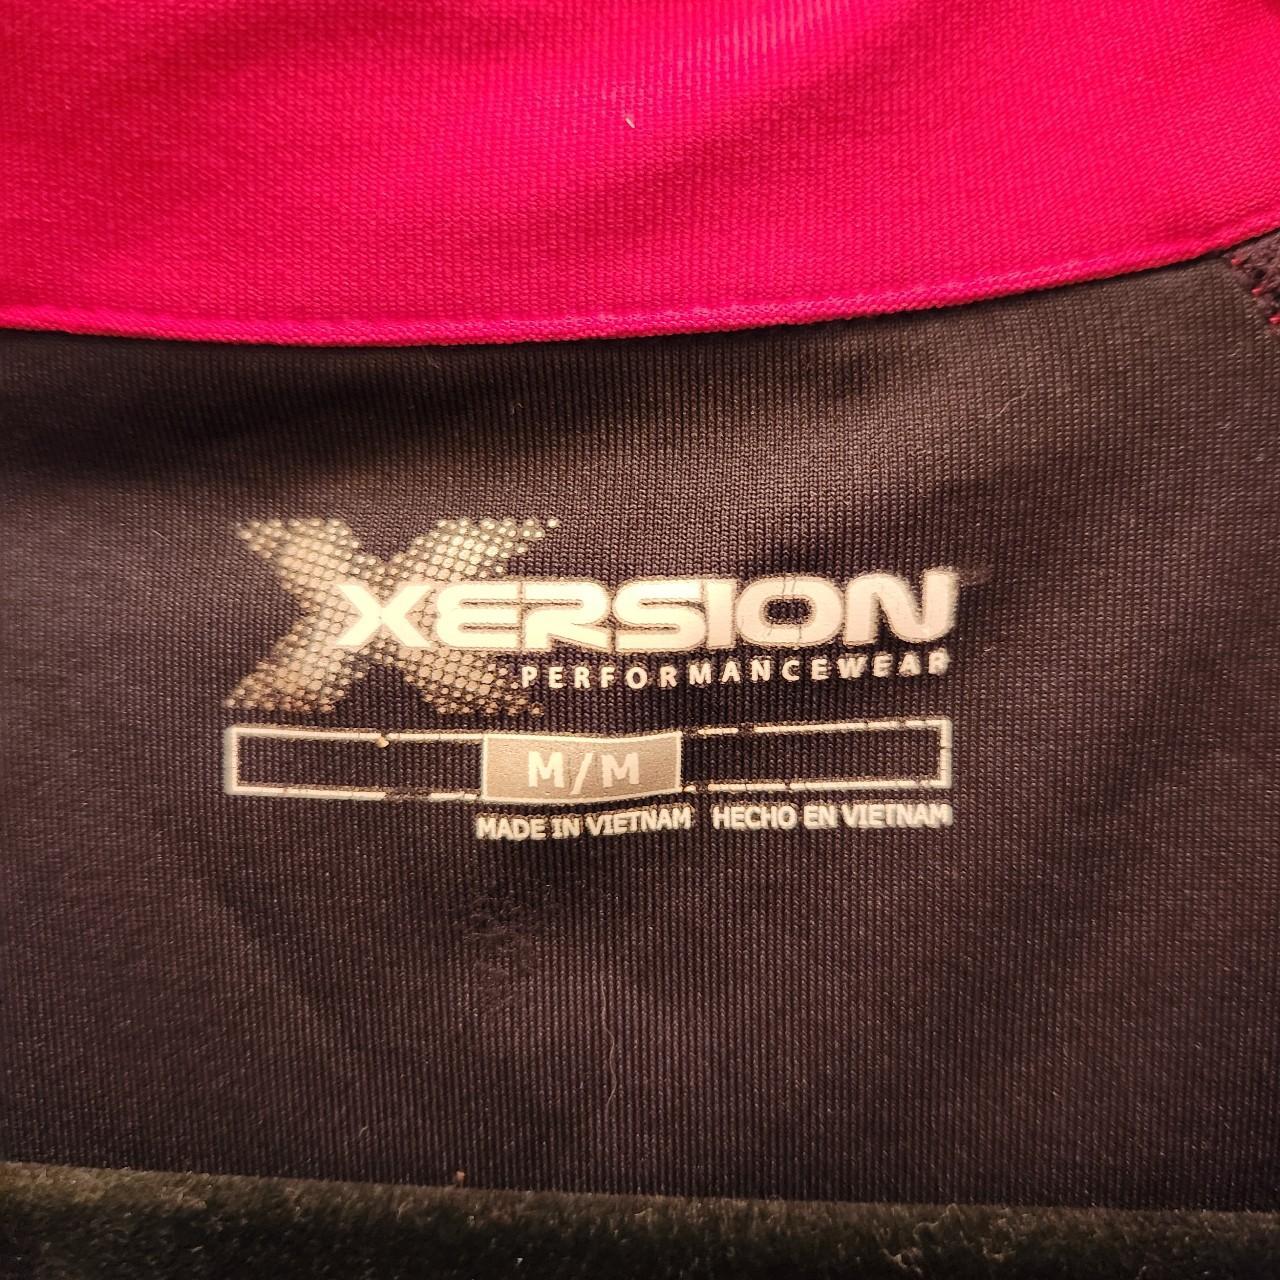 XERSION
PERFORMANCEWEAR
M/M
MADE IN VIETNAM HECHO EN VIETNAM